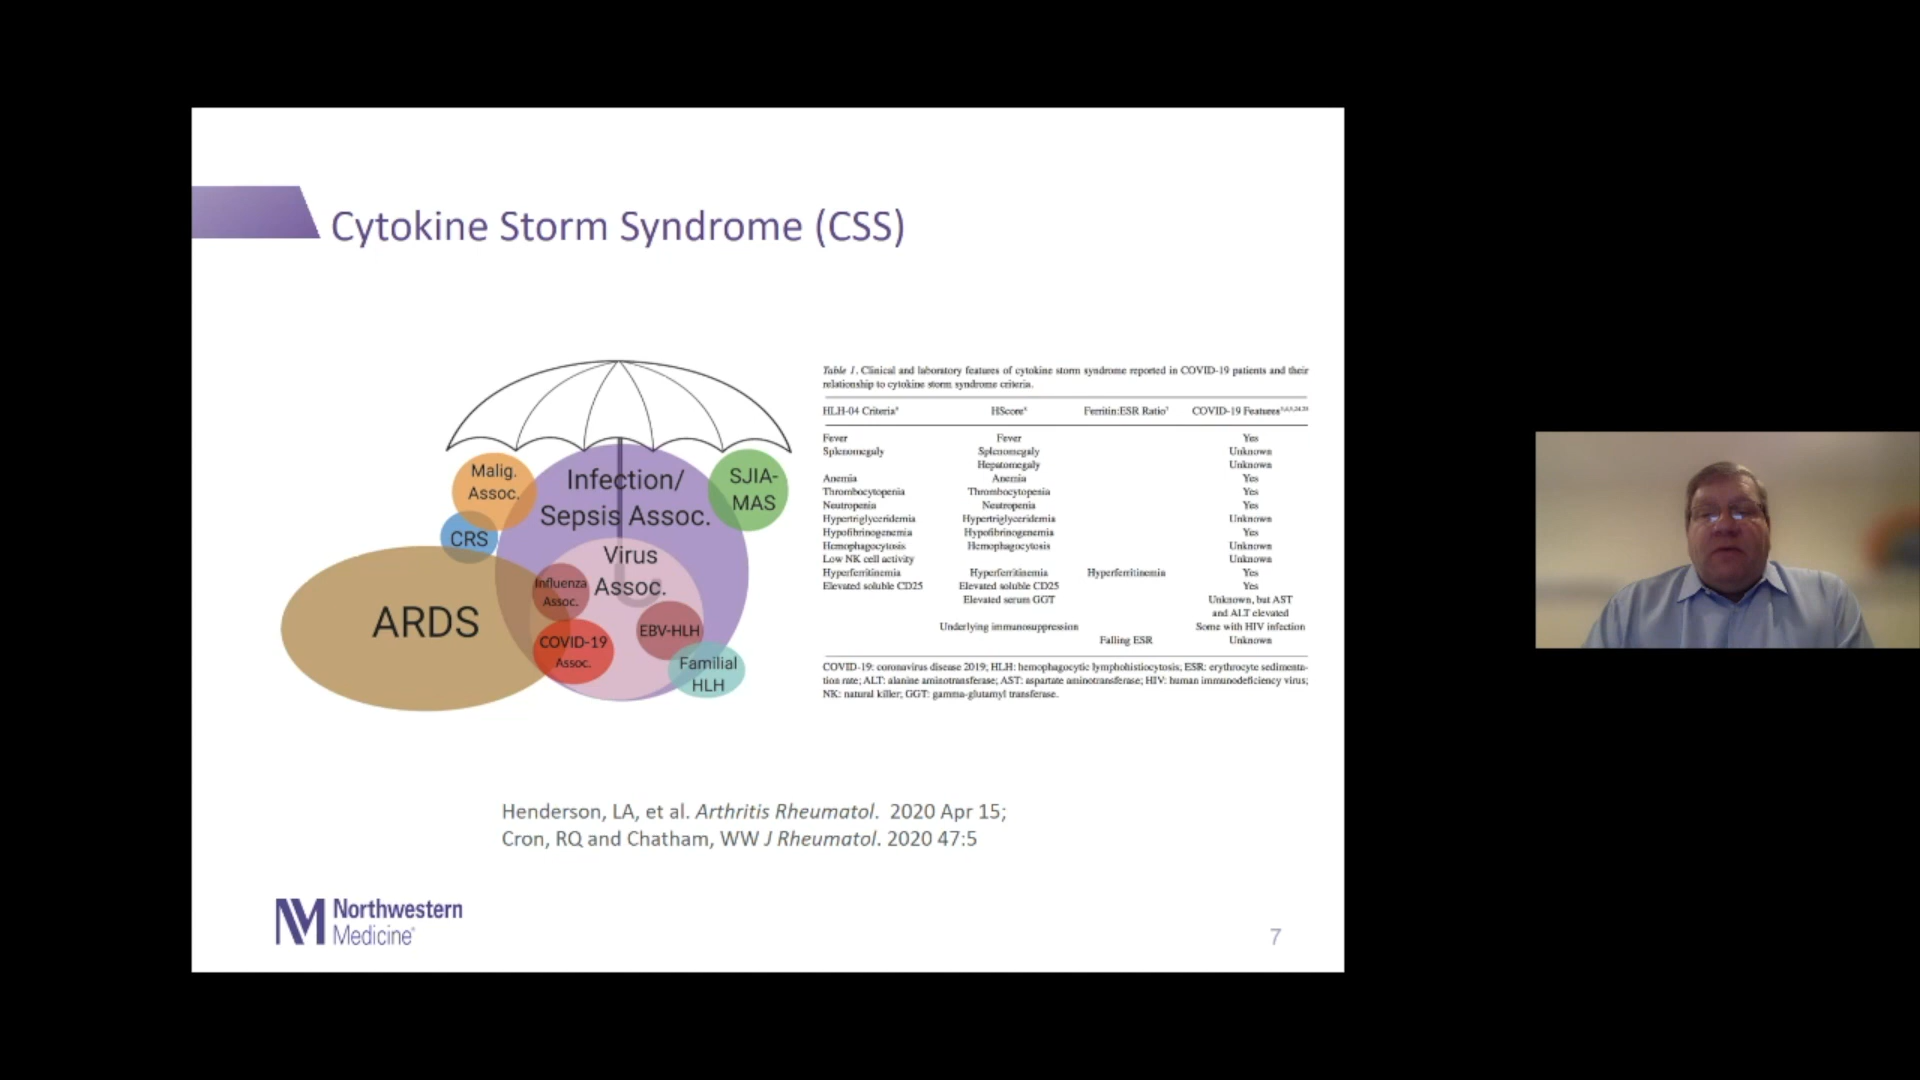 Cytokine Storm Syndrome (CSS)
Malig.
Assoc.
CRS
Infection/
Sepsis Assoc.
SJIA-
MAS
Virus
Assoc.
Influenza
Assoc.
ARDS
COVID-19
Assoc.
EBV-HLH
Familial
HLH
Table 1. Clinical and laboratory features of cytokine storm syndrome reported in COVID-19 patients and their
relationship to cytokine storm syndrome criteria.
HLH-04 Criteria HScore Ferritin:ESR Ratio COVID-19 Features
Fever Fever Yes
Splenomegaly Splenomegaly Unknown
Hepatomegaly Unknown
Anemia Anemia Yes
Thrombocytopenia Thrombocytopenia Yes
Neutropenia Neutropenia Yes
Hypertriglyceridemia Hypertriglyceridemia Unknown
Hypofibrinogenemia Hypofibrinogenemia Yes
Hemophagocytosis Hemophagocytosis Unknown
Low NK cell activity Unknown
Hyperferritinemia Hyperferritinemia Hyperferritinemia Yes
Elevated soluble CD25 Elevated soluble CD25 Yes
Elevated serum GGT Unknown, but AST
and ALT elevated
Underlying immunosuppression Some with HIV infection
Falling ESR Unknown
COVID-19: coronavirus disease 2019; HLH: hemophagocytic lymphohistiocytosis; ESR: erythrocyte sedimenta-
tion rate; ALT: alanine aminotransferase; AST: aspartate aminotransferase; HIV: human immunodeficiency virus;
NK: natural killer; GGT: gamma-glutamyl transferase.
Henderson, LA, et al. Arthritis Rheumatol. 2020 Apr 15;
Cron, RQ and Chatham, WW J Rheumatol. 2020 47:5
NM Northwestern
Medicine®
7